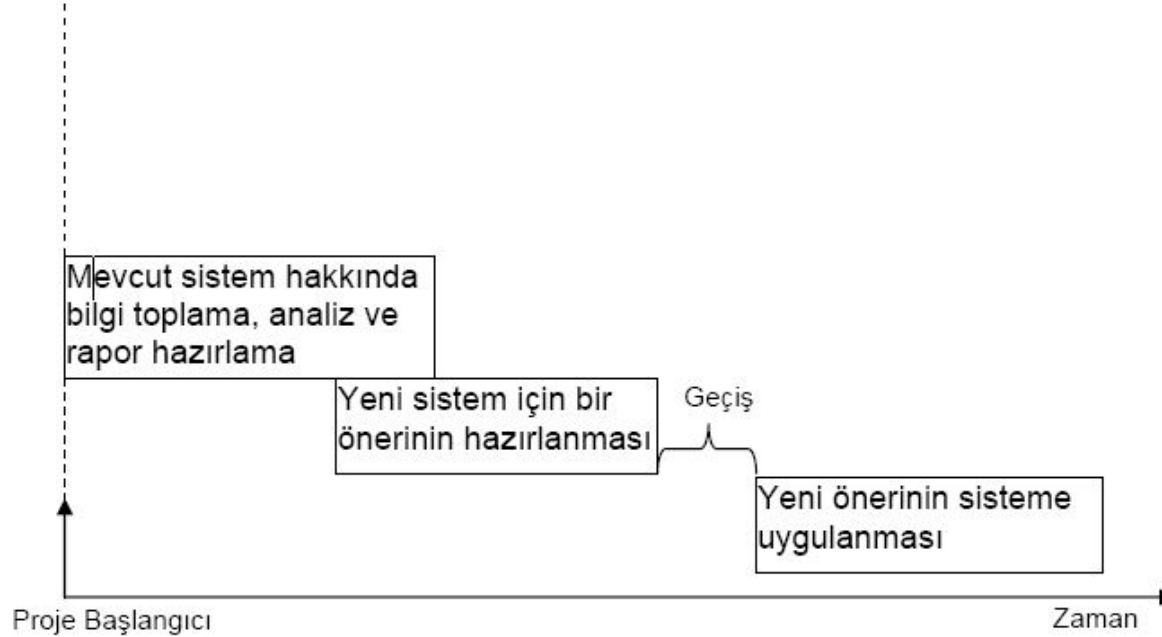 Mevcut sistem hakkında
bilgi toplama, analiz ve
rapor hazırlama
Yeni sistem için bir
önerinin hazırlanması
Geçiş
Yeni önerinin sisteme
uygulanması
Proje Başlangıcı
Zaman